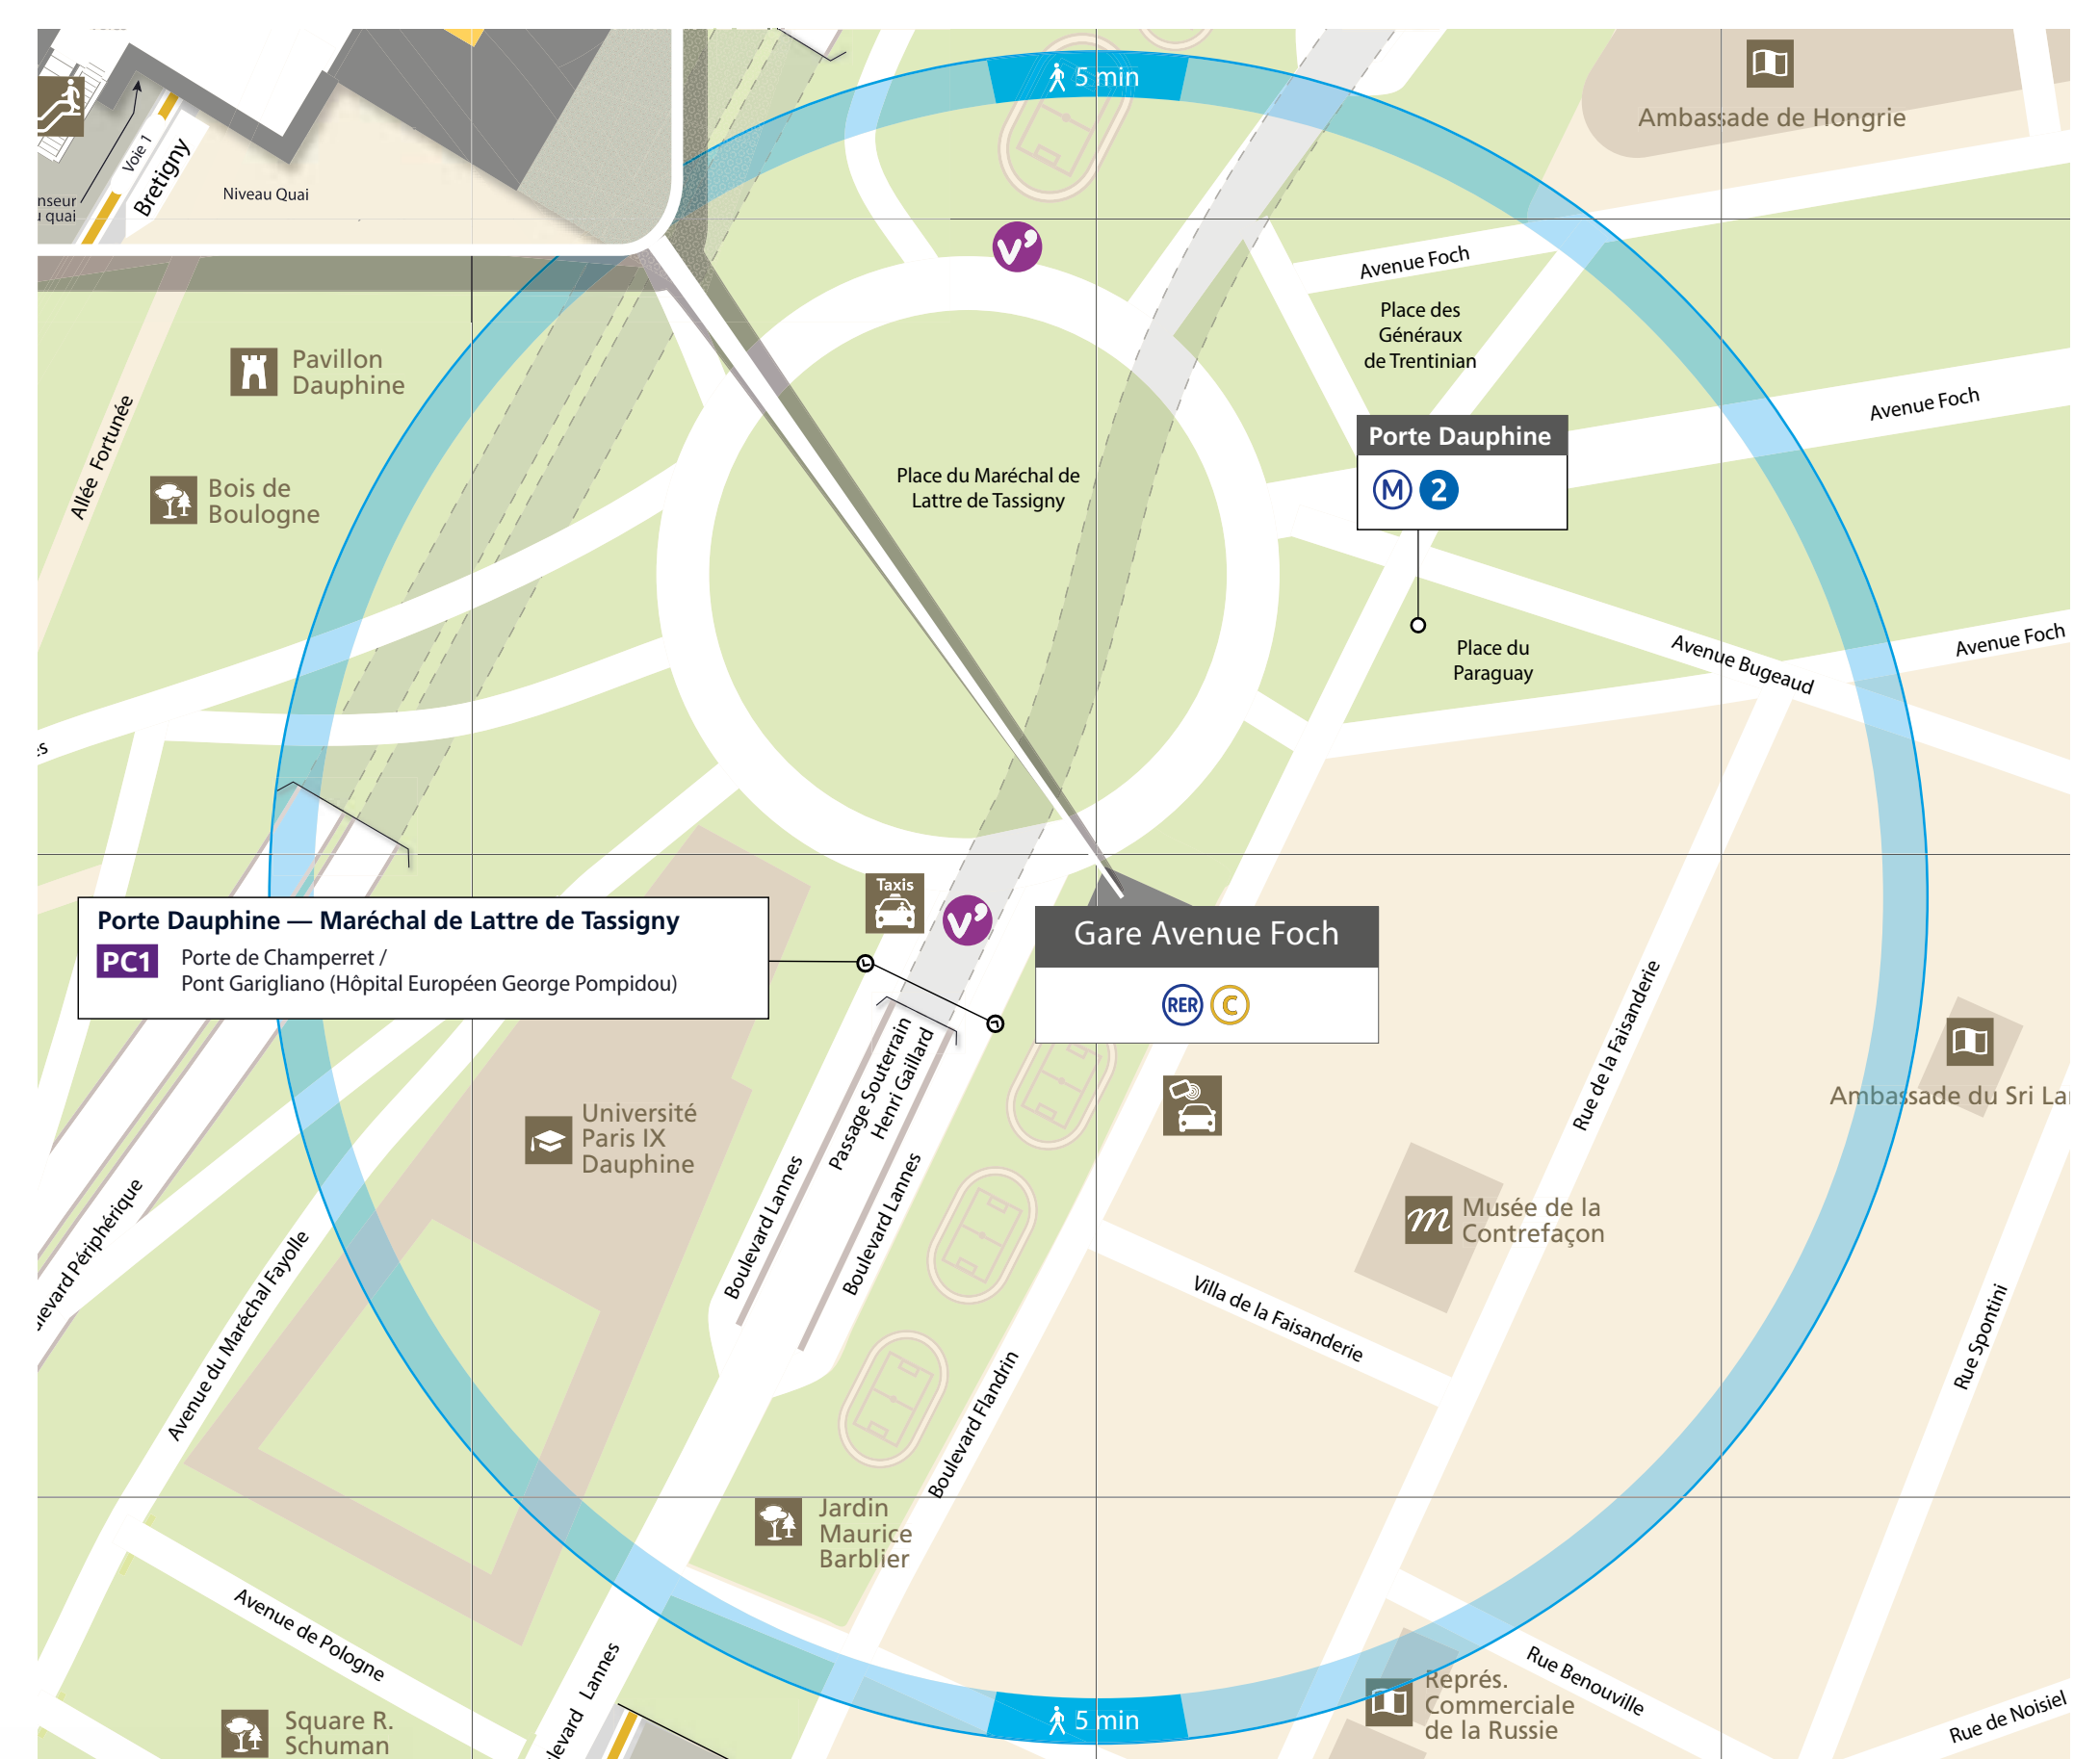 5 min
Ambassade de Hongrie
Voie 1
Bretigny
Niveau Quai
quai
V'
Avenue Foch
Place des
Généraux
de Trentinian
Pavillon
Dauphine
Allée Fortunée
Bois de
Boulogne
Avenue Foch
Porte Dauphine
M 2
Place du Maréchal de
Lattre de Tassigny
Place du
Paraguay
Avenue Bugeaud
Avenue Foch
Taxis
V'
Porte Dauphine — Maréchal de Lattre de Tassigny
PC1
Porte de Champerret /
Pont Garigliano (Hôpital Européen George Pompidou)
Gare Avenue Foch
RER C
Passage Souterrain
Henri Gaillard
Rue de la Faisanderie
Ambassade du Sri
Université
Paris IX
Dauphine
Boulevard Lannes
Boulevard Lannes
m
Musée de la
Contrefaçon
Périphérique
Avenue du Maréchal Fayolle
Villa de la Faisanderie
Rue Spontini
Boulevard Flandrin
Jardin
Maurice
Barblier
Avenue de Pologne
Lannes
Square R.
Schuman
5 min
Représ.
Commerciale
de la Russie
Rue Benouville
Rue de Noisiel